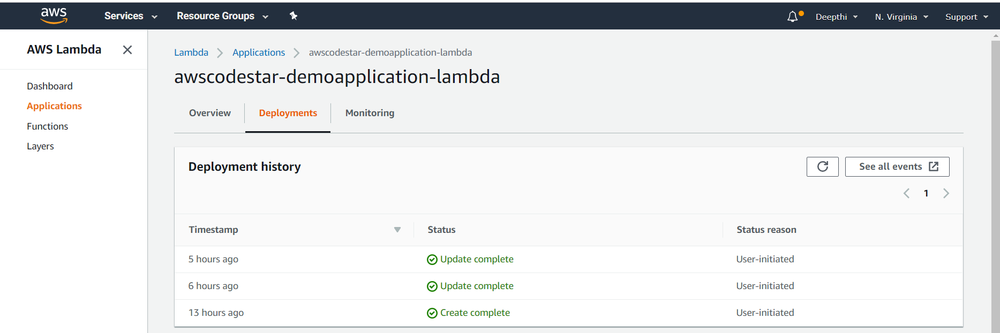 aws Services Resource Groups Deepthi N. Virginia Support
AWS Lambda
Dashboard
Applications
Functions
Layers
Lambda Applications awscodestar-demoapplication-lambda
awscodestar-demoapplication-lambda
Overview Deployments Monitoring
Deployment history
See all events
1
Timestamp Status Status reason
5 hours ago Update complete User-initiated
6 hours ago Update complete User-initiated
13 hours ago Create complete User-initiated